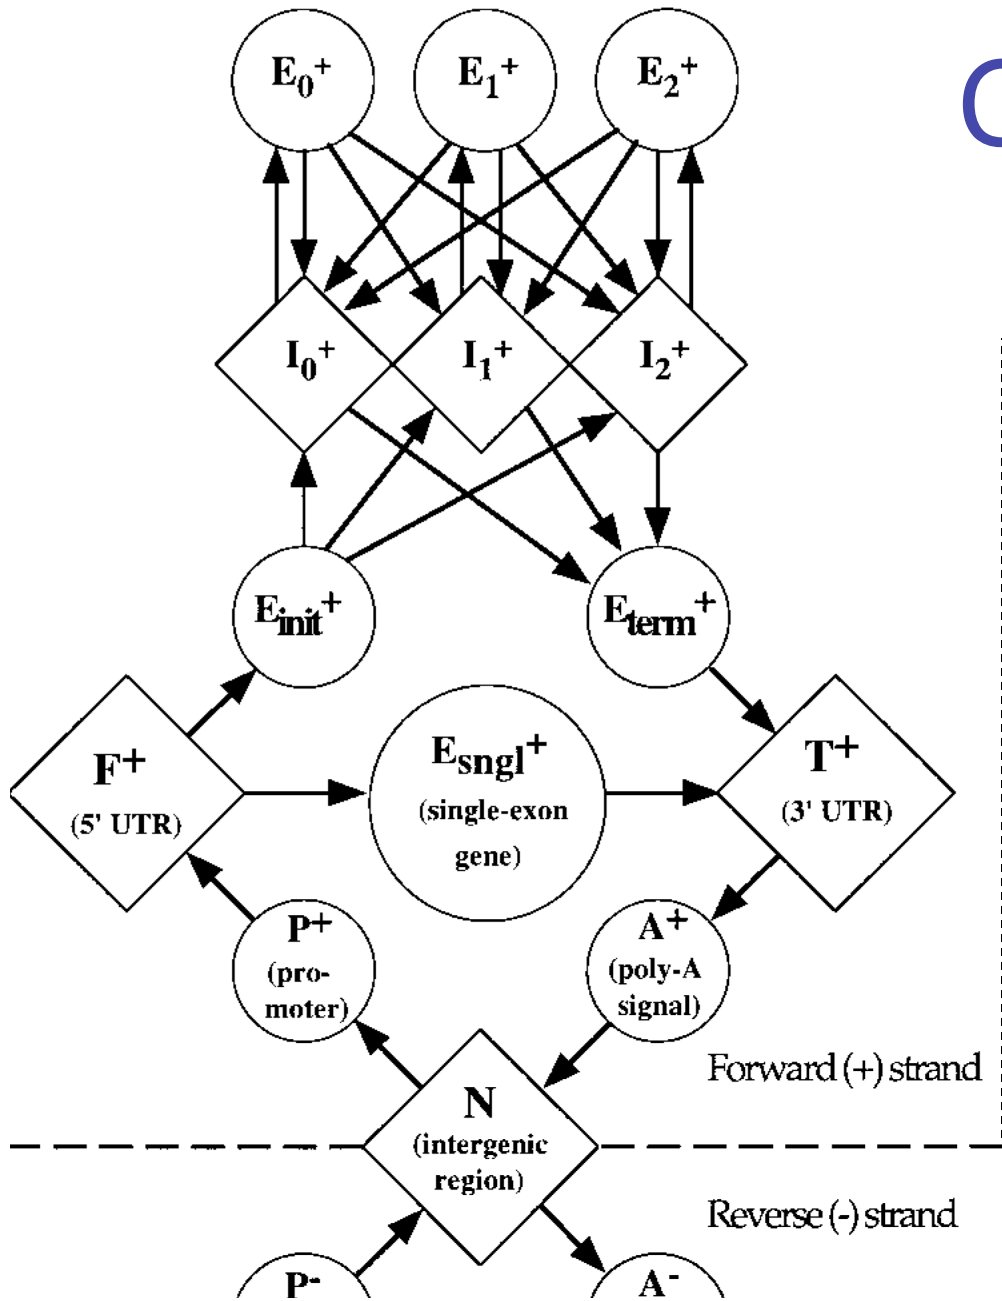 E0+ E1+ E2+
I0+ I1+ I2+
Einit+ Eterm+
F+
(5' UTR)
Esngl+
(single-exon
gene)
T+
(3' UTR)
P+
(pro-
moter)
A+
(poly-A
signal)
Forward (+) strand
N
(intergenic
region)
Reverse (-) strand
P- A-